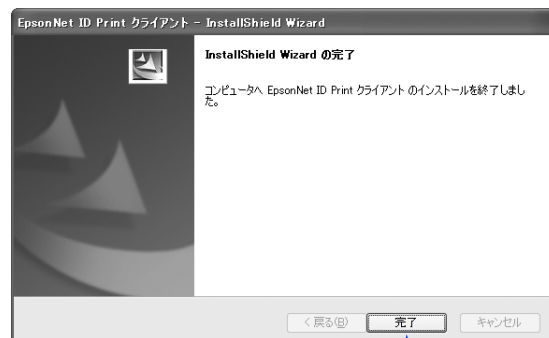 EpsonNet ID Print クライアント - InstallShield Wizard
InstallShield Wizard の完了
コンピュータへ EpsonNet ID Print クライアント のインストールを終了しまし
た。
< 戻る(B)
完了
キャンセル